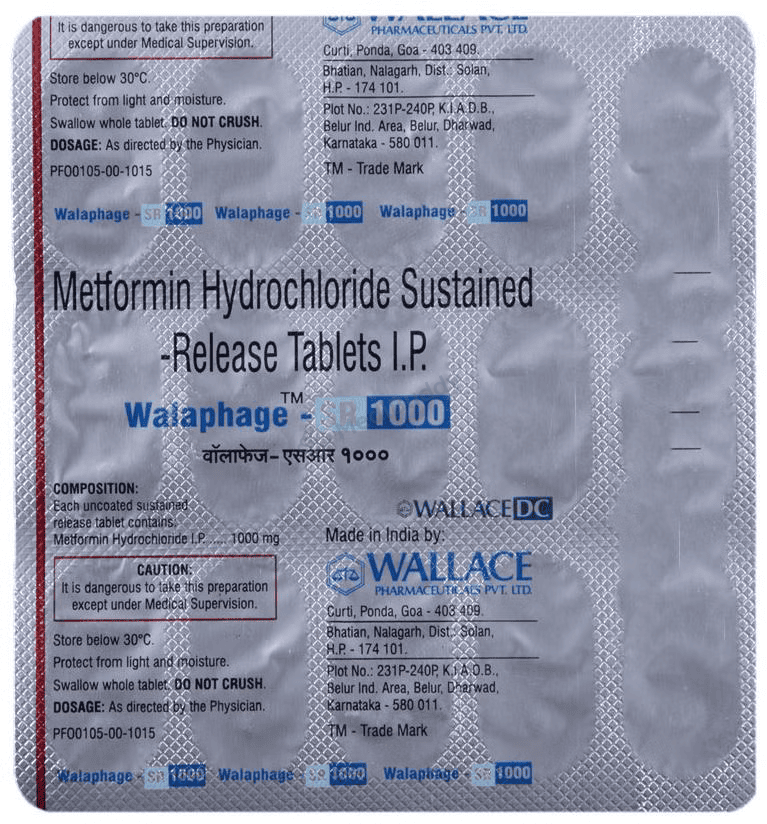 It is dangerous to take this preparation
except under Medical Supervision.
Store below 30°C.
Protect from light and moisture.
Swallow whole tablet. DO NOT CRUSH.
DOSAGE: As directed by the Physician.
PFO0105-00-1015
WALLACE
PHARMACEUTICALS PVT. LTD.
Curti, Ponda, Goa - 403 409.
Bhatian, Nalagarh, Dist.: Solan,
H.P. - 174 101.
Plot No.: 231P-240P, K.I.A.D.B.,
Belur Ind. Area, Belur, Dharwad,
Karnataka - 580 011.
TM - Trade Mark
Walaphage - SR 1000 Walaphage - SR 1000 Walaphage - SR 1000
Metformin Hydrochloride Sustained
-Release Tablets I.P.
Walaphage™ - SR 1000
वॉलाफेज-एसआर १०००
COMPOSITION:
Each uncoated sustained
release tablet contains:
Metformin Hydrochloride I.P. ..... 1000 mg
CAUTION:
It is dangerous to take this preparation
except under Medical Supervision.
Store below 30°C.
Protect from light and moisture.
Swallow whole tablet. DO NOT CRUSH.
DOSAGE: As directed by the Physician.
PFO0105-00-1015
WALLACE DC
Made in India by:
WALLACE
PHARMACEUTICALS PVT. LTD.
Curti, Ponda, Goa - 403 409.
Bhatian, Nalagarh, Dist.: Solan,
H.P. - 174 101.
Plot No.: 231P-240P, K.I.A.D.B.,
Belur Ind. Area, Belur, Dharwad,
Karnataka - 580 011.
TM - Trade Mark
Walaphage - SR 1000 Walaphage - SR 1000 Walaphage - SR 1000